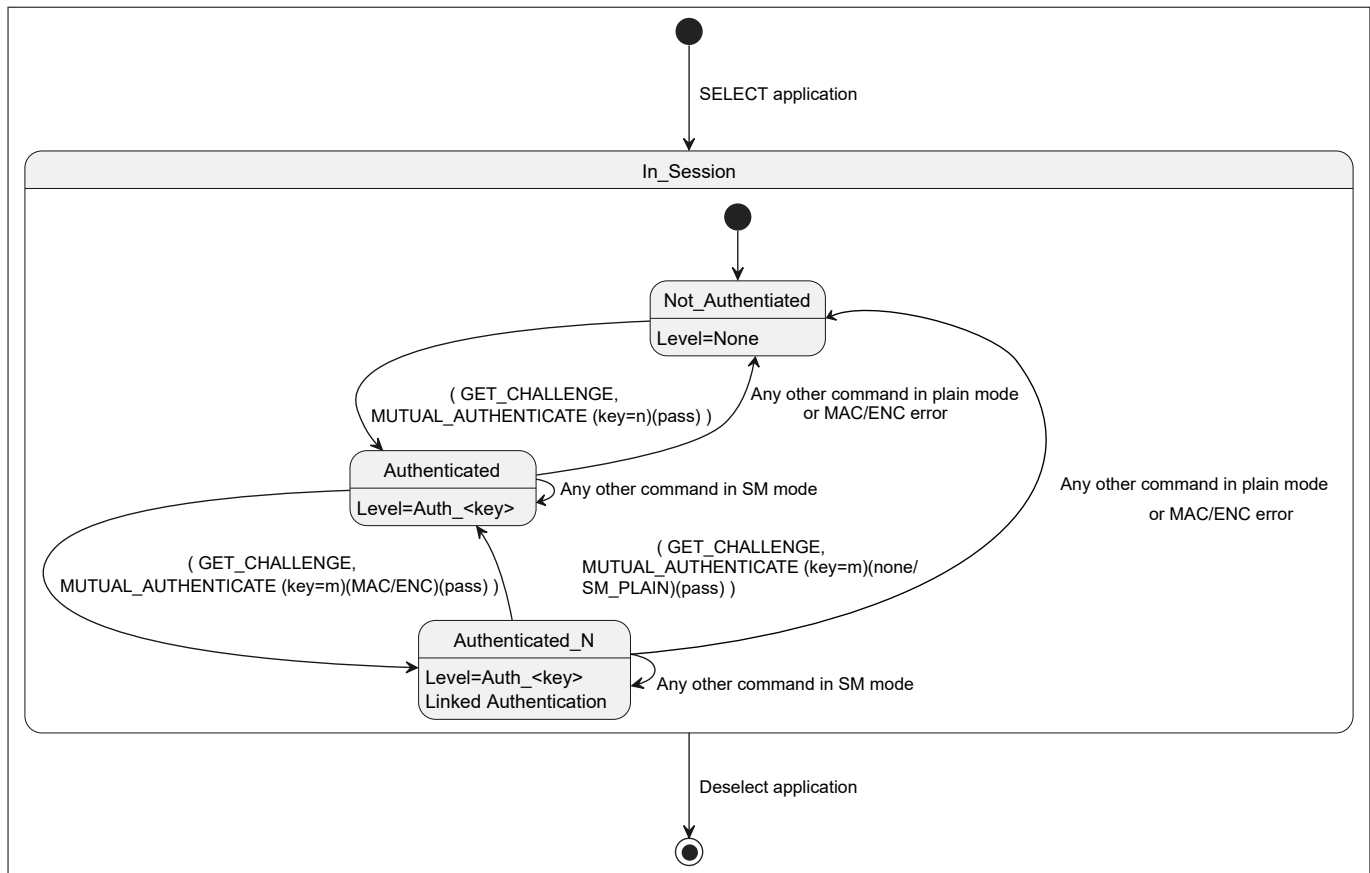 SELECT application
In_Session
Not_Authentiated
Level=None
( GET_CHALLENGE,
MUTUAL_AUTHENTICATE (key=n)(pass) )
Any other command in plain mode
or MAC/ENC error
Authenticated
Level=Auth_<key>
Any other command in SM mode
Any other command in plain mode
or MAC/ENC error
( GET_CHALLENGE,
MUTUAL_AUTHENTICATE (key=m)(MAC/ENC)(pass) )
( GET_CHALLENGE,
MUTUAL_AUTHENTICATE (key=m)(none/
SM_PLAIN)(pass) )
Authenticated_N
Level=Auth_<key>
Linked Authentication
Any other command in SM mode
Deselect application